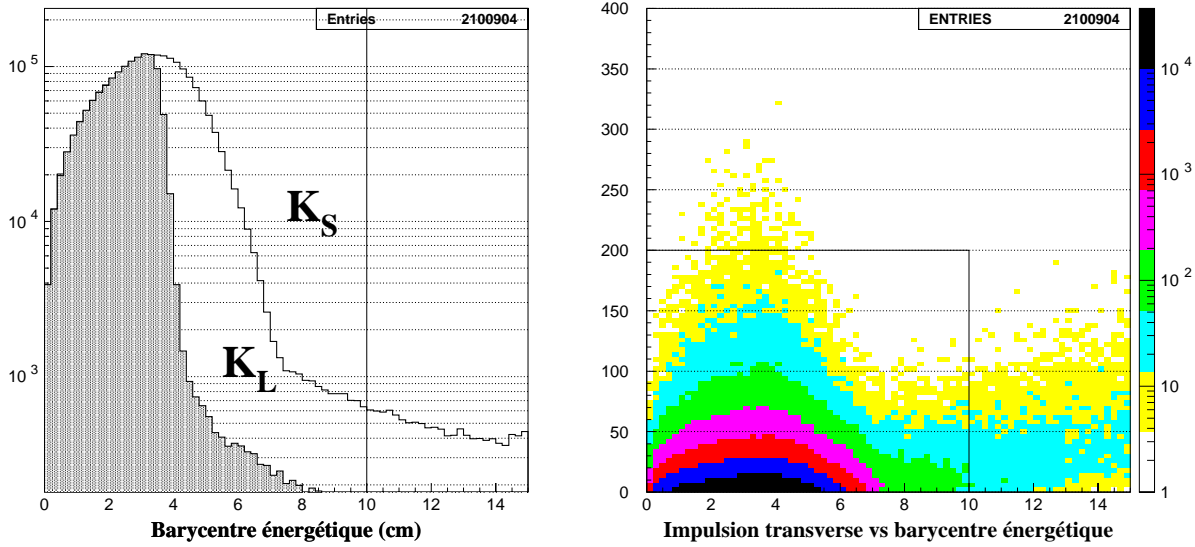 Entries 2100904
10^5
10^4
10^3
K_S
K_L
0 2 4 6 8 10 12 14
Barycentre énergétique (cm)
ENTRIES 2100904
400
350
300
250
200
150
100
50
0
0 2 4 6 8 10 12 14
Impulsion transverse vs barycentre énergétique
10^4
10^3
10^2
10
1